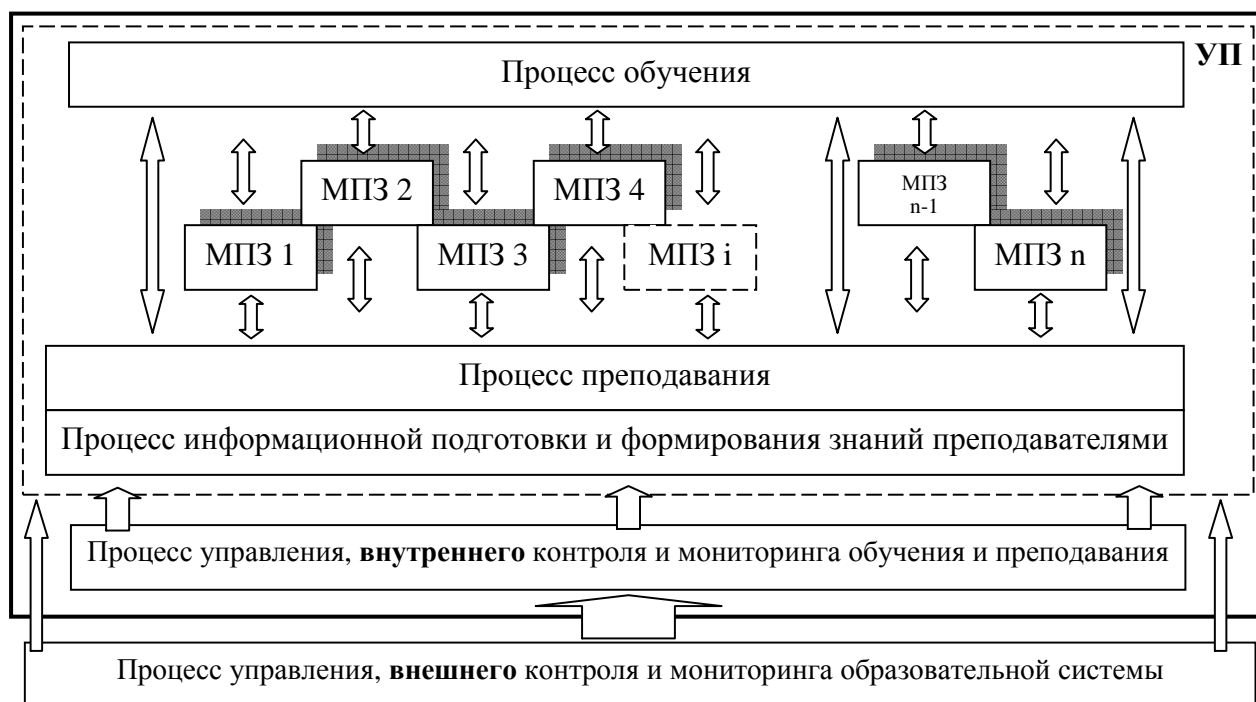 УП
Процесс обучения
МПЗ 2
МПЗ 4
МПЗ
n-1
МПЗ 1
МПЗ 3
МПЗ i
МПЗ n
Процесс преподавания
Процесс информационной подготовки и формирования знаний преподавателями
Процесс управления, внутреннего контроля и мониторинга обучения и преподавания
Процесс управления, внешнего контроля и мониторинга образовательной системы